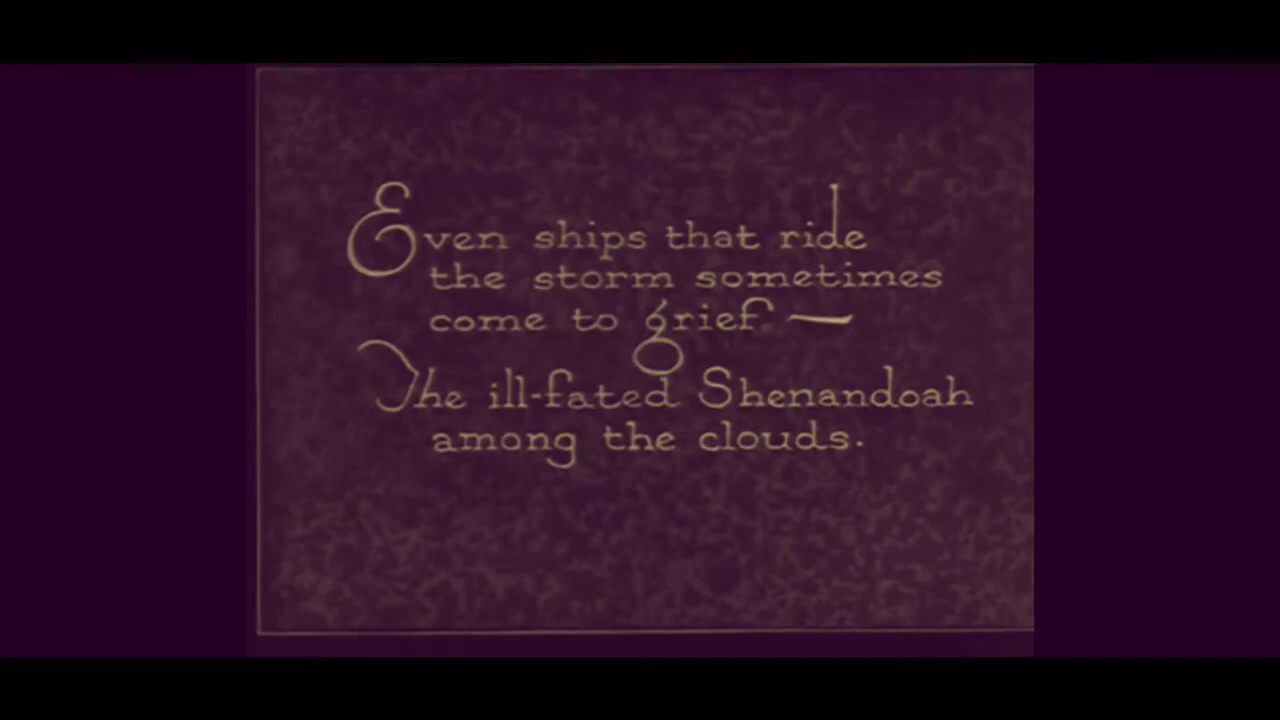 Even ships that ride
the storm sometimes
come to grief —
The ill-fated Shenandoah
among the clouds.